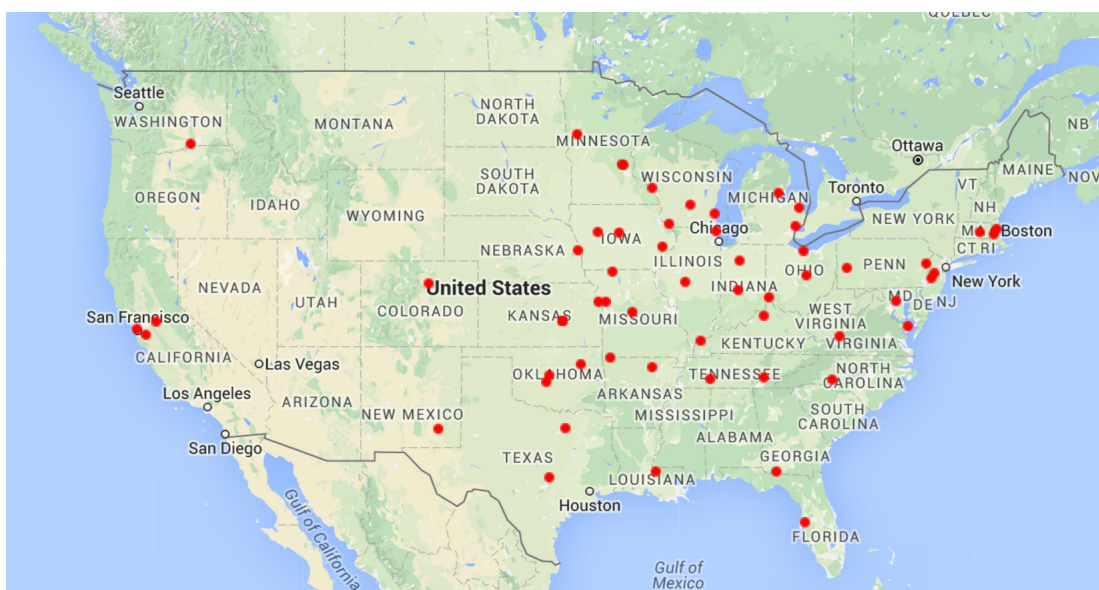 QUEBEC
Seattle
WASHINGTON
MONTANA
NORTH
DAKOTA
MINNESOTA
Ottawa
NB
MAINE
NOV
OREGON
IDAHO
WYOMING
SOUTH
DAKOTA
WISCONSIN
MICHIGAN
Toronto
VT
NH
NEW YORK
MA
Boston
CT RI
NEBRASKA
IOWA
Chicago
ILLINOIS
INDIANA
OHIO
PENN
New York
NEVADA
UTAH
COLORADO
United States
KANSAS
MISSOURI
WEST
VIRGINIA
MD
DE NJ
San Francisco
CALIFORNIA
Las Vegas
KENTUCKY
VIRGINIA
Los Angeles
ARIZONA
NEW MEXICO
OKLAHOMA
ARKANSAS
TENNESSEE
NORTH
CAROLINA
San Diego
MISSISSIPPI
ALABAMA
SOUTH
CAROLINA
GEORGIA
TEXAS
LOUISIANA
Houston
FLORIDA
Gulf of California
Gulf of
Mexico